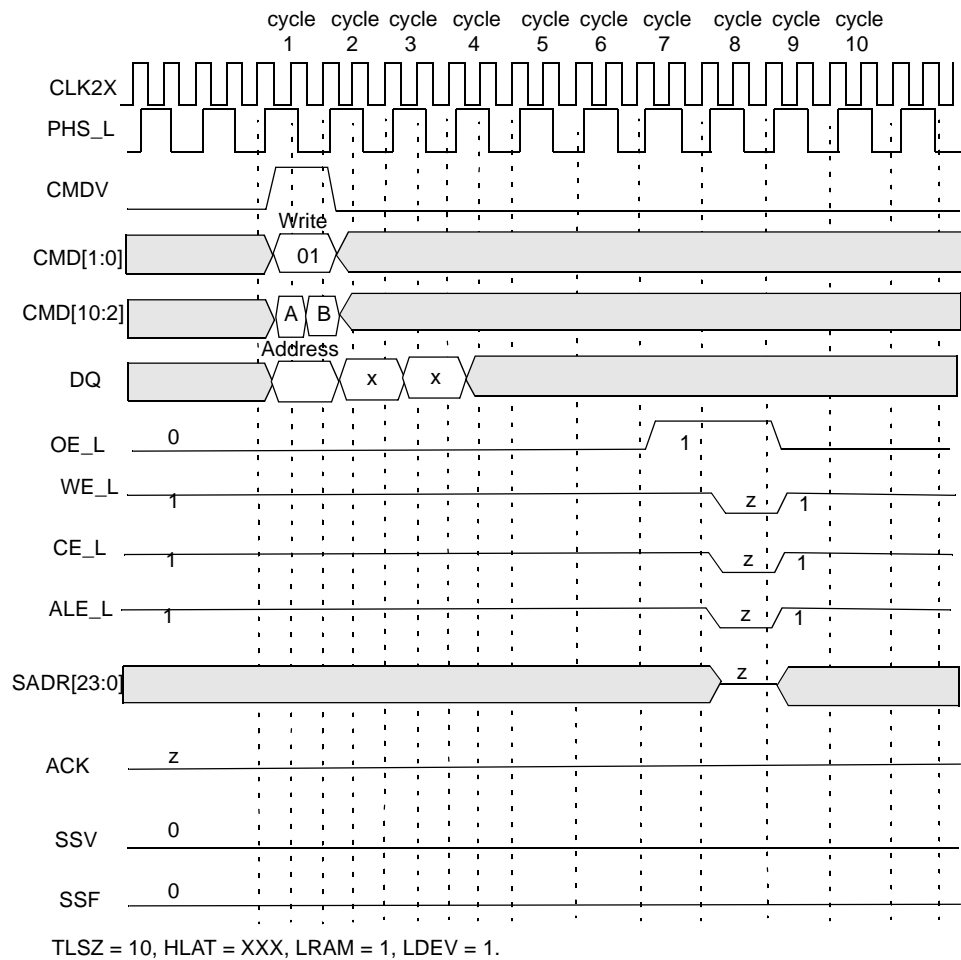 cycle cycle cycle cycle cycle cycle cycle cycle cycle cycle
1 2 3 4 5 6 7 8 9 10
CLK2X
PHS_L
CMDV
Write
CMD[1:0] 01
CMD[10:2] A B
Address
DQ x x
OE_L 0 1
WE_L 1 z 1
CE_L 1 z 1
ALE_L 1 z 1
SADR[23:0] z
ACK z
SSV 0
SSF 0
TLSZ = 10, HLAT = XXX, LRAM = 1, LDEV = 1.